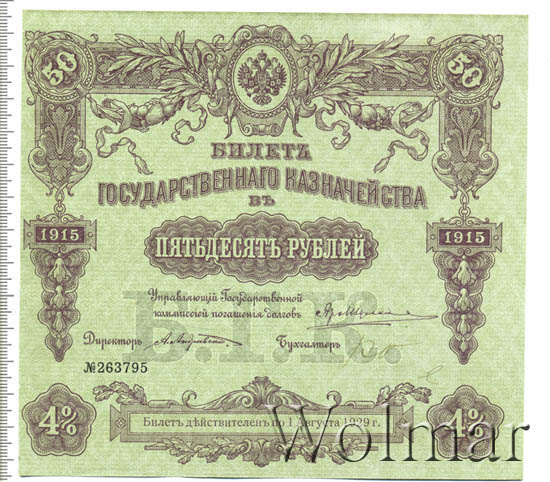 50 50
БИЛЕТЪ
ГОСУДАРСТВЕННАГО КАЗНАЧЕЙСТВА
ВЪ
1915 1915
ПЯТЬДЕСЯТЪ РУБЛЕЙ
Управляющій Государственной
коммиссіей погашенія долговъ
Б.Г.К.
Директоръ Бухгалтеръ
№263795
4% 4%
Билетъ дѣйствителенъ по 1 Августа 1929 г.
Wolmar